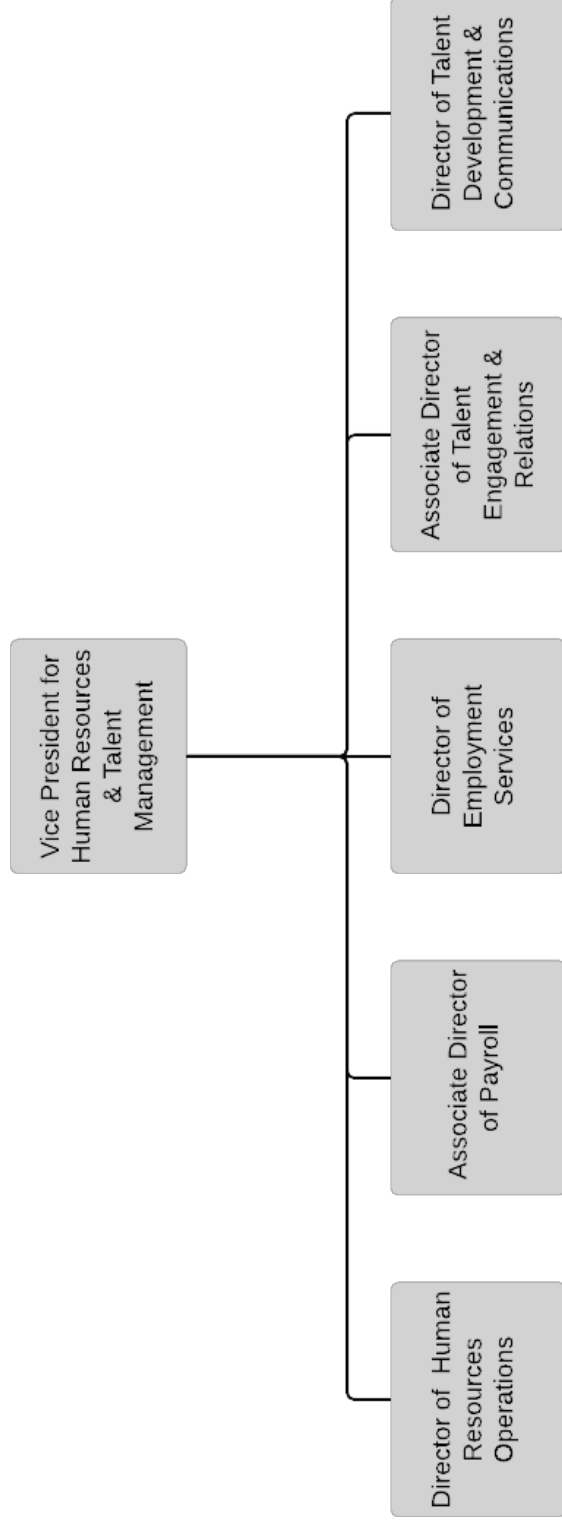 Vice President for
Human Resources
& Talent
Management
Director of Human
Resources
Operations
Associate Director
of Payroll
Director of
Employment
Services
Associate Director
of Talent
Engagement &
Relations
Director of Talent
Development &
Communications